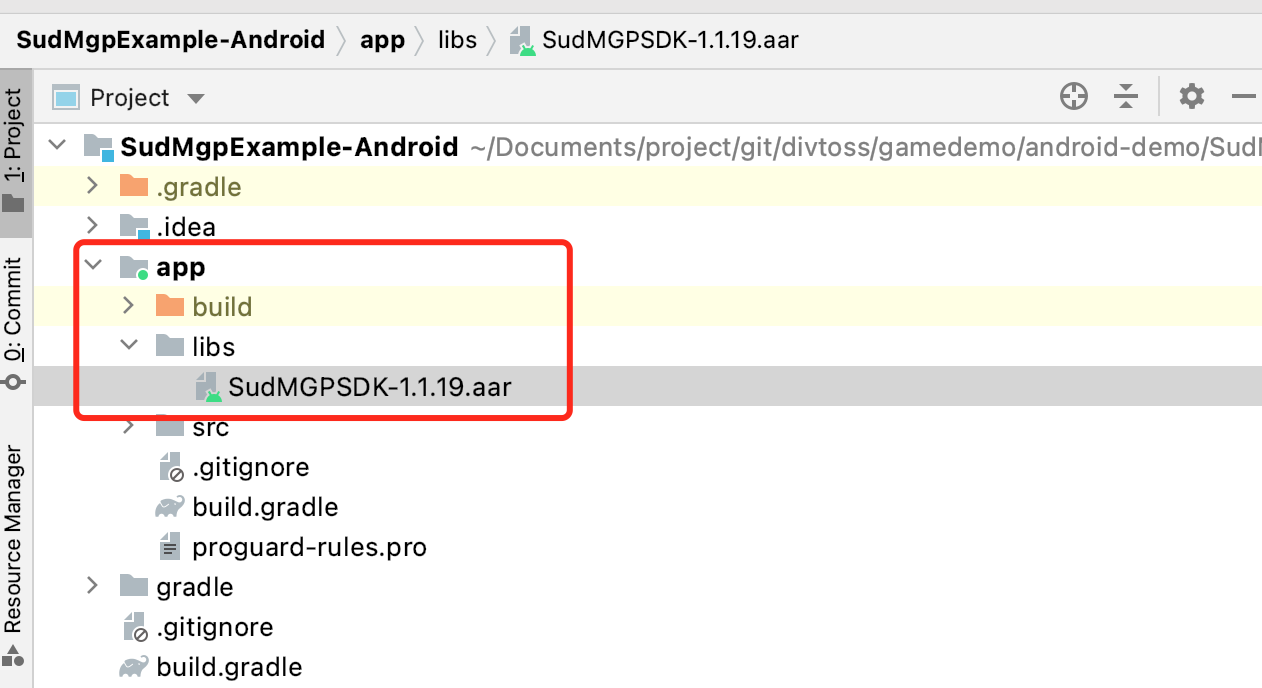 SudMgpExample-Android app libs SudMGPSDK-1.1.19.aar
Project
1: Project
0: Commit
Resource Manager
SudMgpExample-Android ~/Documents/project/git/divtoss/gamedemo/android-demo/Sud
.gradle
.idea
app
build
libs
SudMGPSDK-1.1.19.aar
src
.gitignore
build.gradle
proguard-rules.pro
gradle
.gitignore
build.gradle